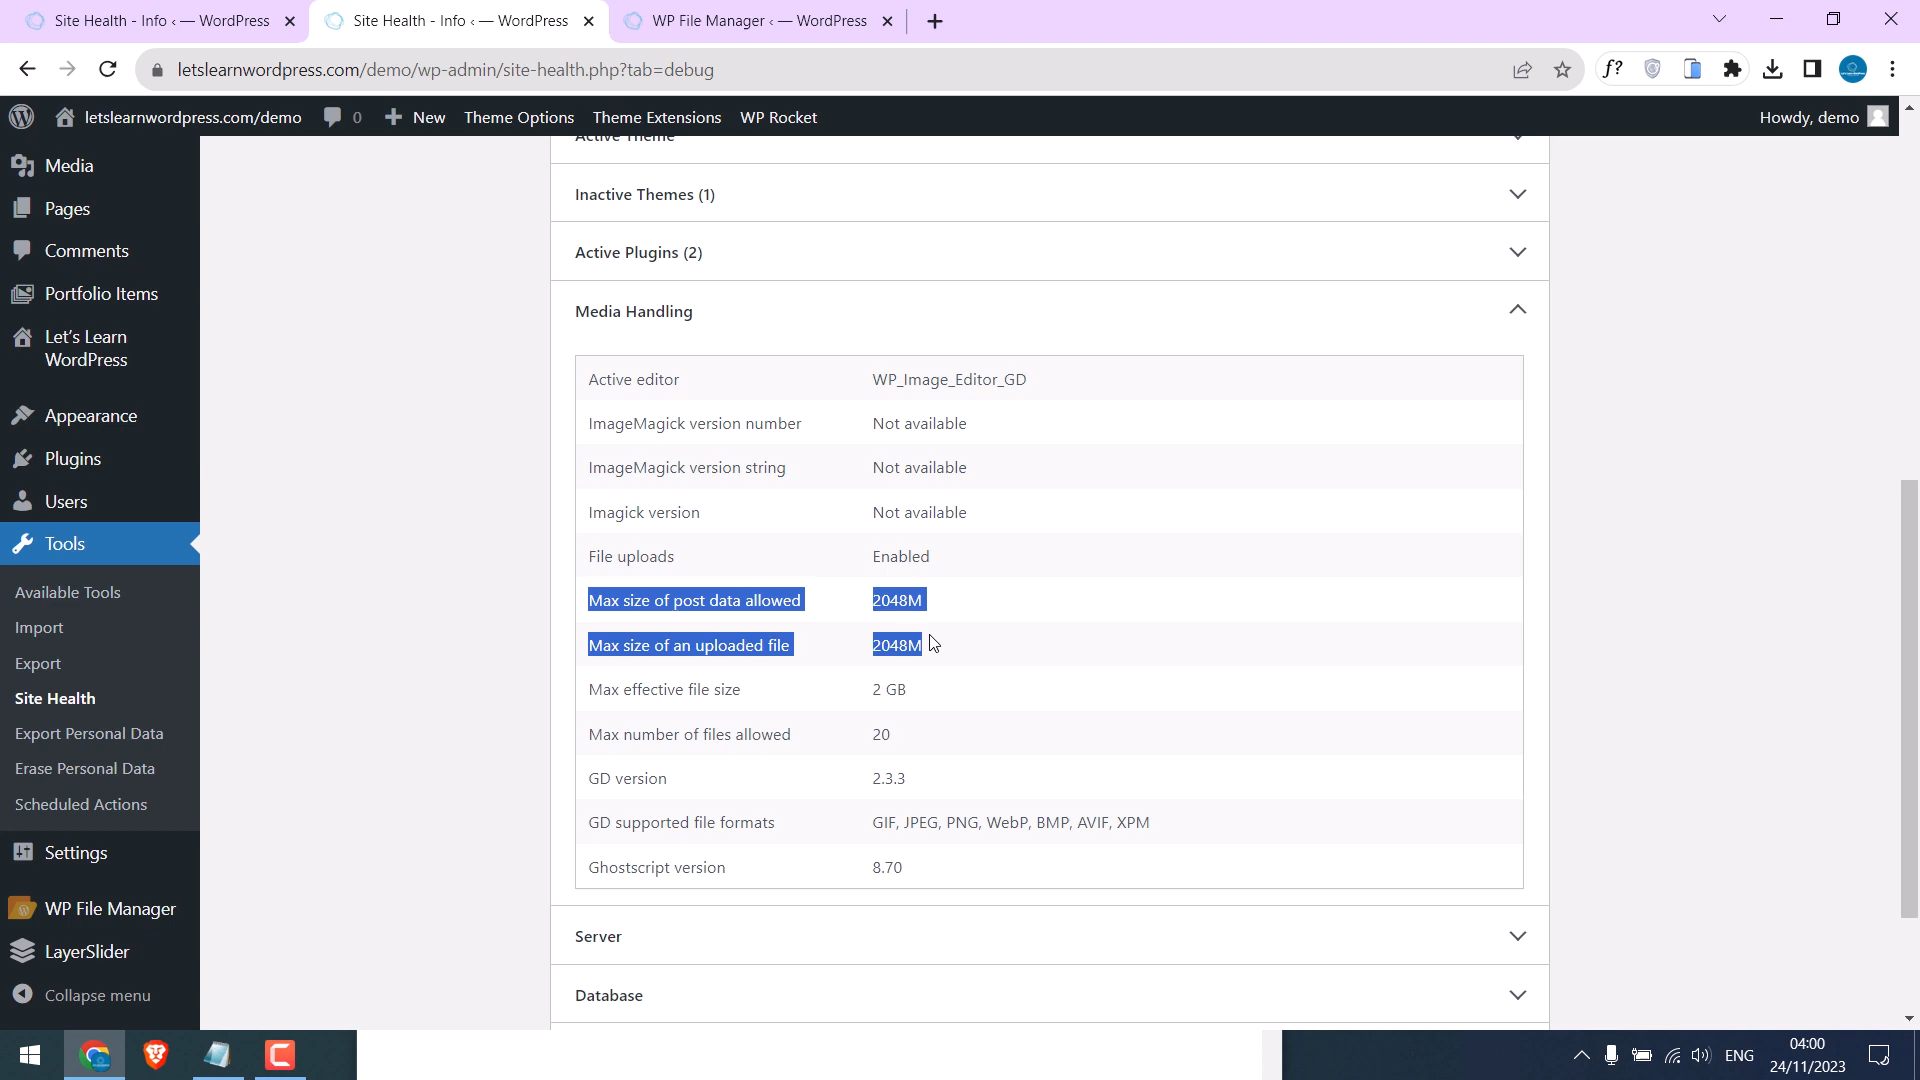 Site Health - Info ‹ — WordPress
Site Health - Info ‹ — WordPress
WP File Manager ‹ — WordPress
letslearnwordpress.com/demo/wp-admin/site-health.php?tab=debug
f?
letslearnwordpress.com/demo
0
New
Theme Options
Theme Extensions
WP Rocket
Howdy, demo
Media
Pages
Comments
Portfolio Items
Let's Learn
WordPress
Appearance
Plugins
Users
Tools
Available Tools
Import
Export
Site Health
Export Personal Data
Erase Personal Data
Scheduled Actions
Settings
WP File Manager
LayerSlider
Collapse menu
Active Theme
Inactive Themes (1)
Active Plugins (2)
Media Handling
Active editor WP_Image_Editor_GD
ImageMagick version number Not available
ImageMagick version string Not available
Imagick version Not available
File uploads Enabled
Max size of post data allowed 2048M
Max size of an uploaded file 2048M
Max effective file size 2 GB
Max number of files allowed 20
GD version 2.3.3
GD supported file formats GIF, JPEG, PNG, WebP, BMP, AVIF, XPM
Ghostscript version 8.70
Server
Database
ENG
04:00
24/11/2023